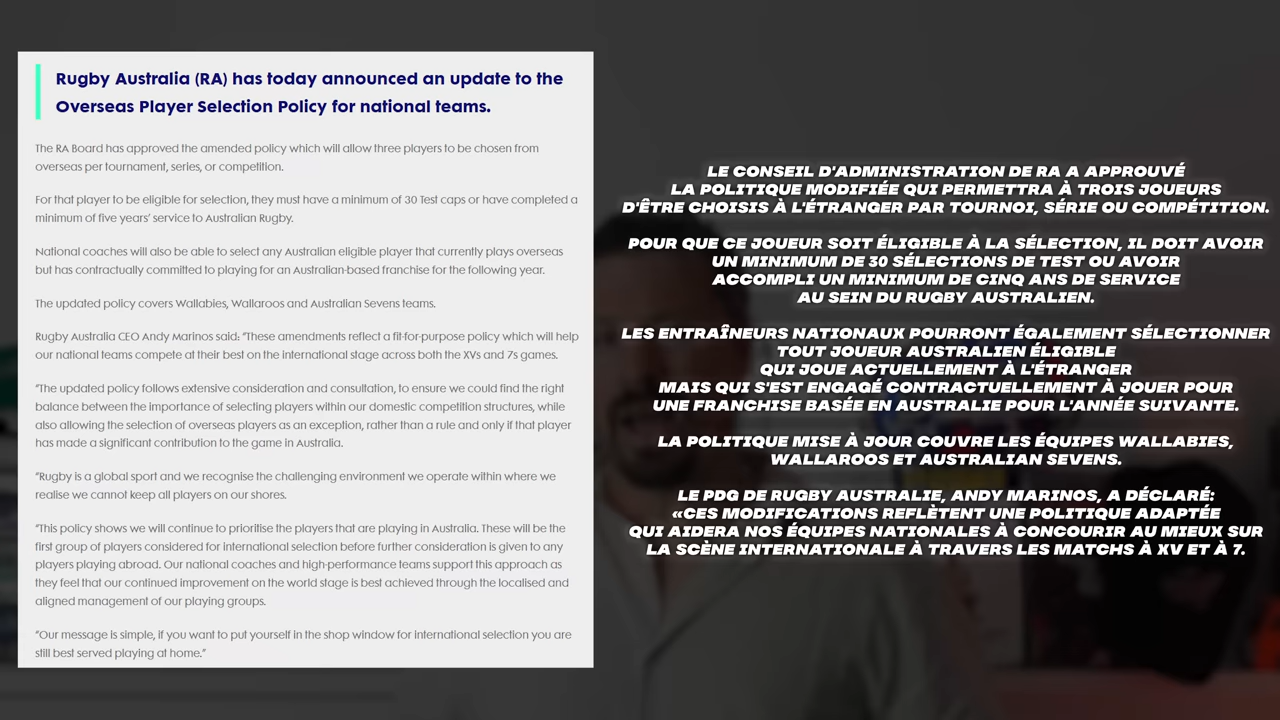 Rugby Australia (RA) has today announced an update to the
Overseas Player Selection Policy for national teams.
The RA Board has approved the amended policy which will allow three players to be chosen from
overseas per tournament, series, or competition.
For that player to be eligible for selection, they must have a minimum of 30 Test caps or have completed a
minimum of five years' service to Australian Rugby.
National coaches will also be able to select any Australian eligible player that currently plays overseas
but has contractually committed to playing for an Australian-based franchise for the following year.
The updated policy covers Wallabies, Wallaroos and Australian Sevens teams.
Rugby Australia CEO Andy Marinos said: "These amendments reflect a fit-for-purpose policy which will help
our national teams compete at their best on the international stage across both the XVs and 7s games.
"The updated policy follows extensive consideration and consultation, to ensure we could find the right
balance between the importance of selecting players within our domestic competition structures, while
also allowing the selection of overseas players as an exception, rather than a rule and only if that player
has made a significant contribution to the game in Australia.
"Rugby is a global sport and we recognise the challenging environment we operate within where we
realise we cannot keep all players on our shores.
"This policy shows we will continue to prioritise the players that are playing in Australia. These will be the
first group of players considered for international selection before further consideration is given to any
players playing abroad. Our national coaches and high-performance teams support this approach as
they feel that our continued improvement on the world stage is best achieved through the localised and
aligned management of our playing groups.
"Our message is simple, if you want to put yourself in the shop window for international selection you are
still best served playing at home."
LE CONSEIL D'ADMINISTRATION DE RA A APPROUVÉ
LA POLITIQUE MODIFIÉE QUI PERMETTRA À TROIS JOUEURS
D'ÊTRE CHOISIS À L'ÉTRANGER PAR TOURNOI, SÉRIE OU COMPÉTITION.
POUR QUE CE JOUEUR SOIT ÉLIGIBLE À LA SÉLECTION, IL DOIT AVOIR
UN MINIMUM DE 30 SÉLECTIONS DE TEST OU AVOIR
ACCOMPLI UN MINIMUM DE CINQ ANS DE SERVICE
AU SEIN DU RUGBY AUSTRALIEN.
LES ENTRAÎNEURS NATIONAUX POURRONT ÉGALEMENT SÉLECTIONNER
TOUT JOUEUR AUSTRALIEN ÉLIGIBLE
QUI JOUE ACTUELLEMENT À L'ÉTRANGER
MAIS QUI S'EST ENGAGÉ CONTRACTUELLEMENT À JOUER POUR
UNE FRANCHISE BASÉE EN AUSTRALIE POUR L'ANNÉE SUIVANTE.
LA POLITIQUE MISE À JOUR COUVRE LES ÉQUIPES WALLABIES,
WALLAROOS ET AUSTRALIAN SEVENS.
LE PDG DE RUGBY AUSTRALIE, ANDY MARINOS, A DÉCLARÉ:
«CES MODIFICATIONS REFLÈTENT UNE POLITIQUE ADAPTÉE
QUI AIDERA NOS ÉQUIPES NATIONALES À CONCOURIR AU MIEUX SUR
LA SCÈNE INTERNATIONALE À TRAVERS LES MATCHS À XV ET À 7.